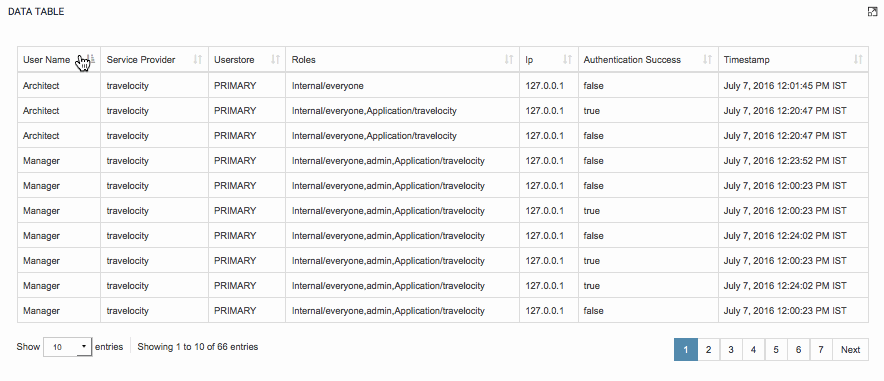 DATA TABLE
User Name Service Provider Userstore Roles Ip Authentication Success Timestamp
Architect travelocity PRIMARY Internal/everyone 127.0.0.1 false July 7, 2016 12:01:45 PM IST
Architect travelocity PRIMARY Internal/everyone,Application/travelocity 127.0.0.1 true July 7, 2016 12:20:47 PM IST
Architect travelocity PRIMARY Internal/everyone,Application/travelocity 127.0.0.1 false July 7, 2016 12:20:47 PM IST
Manager travelocity PRIMARY Internal/everyone,admin,Application/travelocity 127.0.0.1 false July 7, 2016 12:23:52 PM IST
Manager travelocity PRIMARY Internal/everyone,admin,Application/travelocity 127.0.0.1 false July 7, 2016 12:00:23 PM IST
Manager travelocity PRIMARY Internal/everyone,admin,Application/travelocity 127.0.0.1 true July 7, 2016 12:00:23 PM IST
Manager travelocity PRIMARY Internal/everyone,admin,Application/travelocity 127.0.0.1 false July 7, 2016 12:24:02 PM IST
Manager travelocity PRIMARY Internal/everyone,admin,Application/travelocity 127.0.0.1 true July 7, 2016 12:00:23 PM IST
Manager travelocity PRIMARY Internal/everyone,admin,Application/travelocity 127.0.0.1 true July 7, 2016 12:24:02 PM IST
Manager travelocity PRIMARY Internal/everyone,admin,Application/travelocity 127.0.0.1 false July 7, 2016 12:00:23 PM IST
Show 10 entries Showing 1 to 10 of 66 entries 1 2 3 4 5 6 7 Next